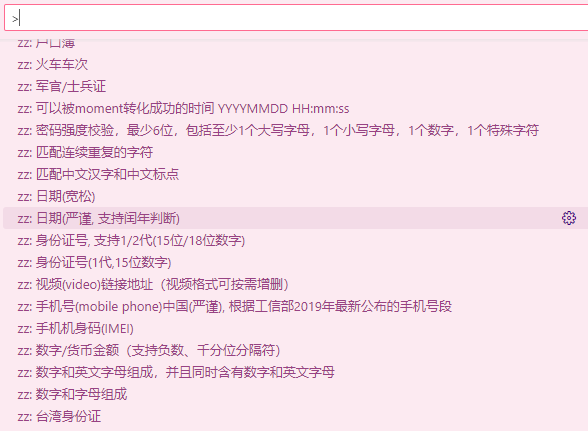 >
zz: 户口薄
zz: 火车车次
zz: 军官/士兵证
zz: 可以被moment转化成功的时间 YYYYMMDD HH:mm:ss
zz: 密码强度校验，最少6位，包括至少1个大写字母，1个小写字母，1个数字，1个特殊字符
zz: 匹配连续重复的字符
zz: 匹配中文汉字和中文标点
zz: 日期(宽松)
zz: 日期(严谨, 支持闰年判断)
zz: 身份证号, 支持1/2代(15位/18位数字)
zz: 身份证号(1代,15位数字)
zz: 视频(video)链接地址（视频格式可按需增删）
zz: 手机号(mobile phone)中国(严谨), 根据工信部2019年最新公布的手机号段
zz: 手机机身码(IMEI)
zz: 数字/货币金额（支持负数、千分位分隔符）
zz: 数字和英文字母组成，并且同时含有数字和英文字母
zz: 数字和字母组成
zz: 台湾身份证